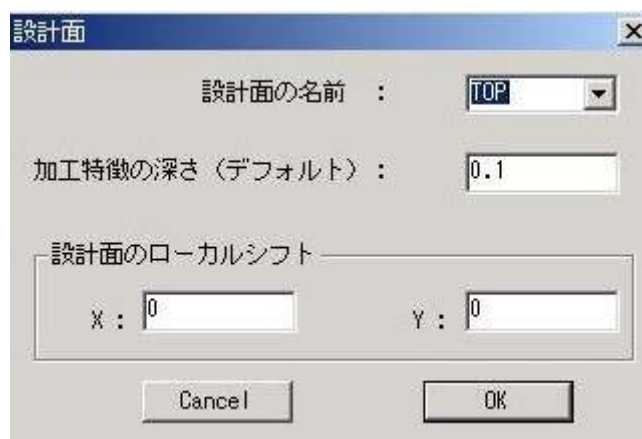 設計面
設計面の名前 : TOP
加工特徴の深さ（デフォルト）: 0.1
設計面のローカルシフト
X : 0 Y : 0
Cancel OK